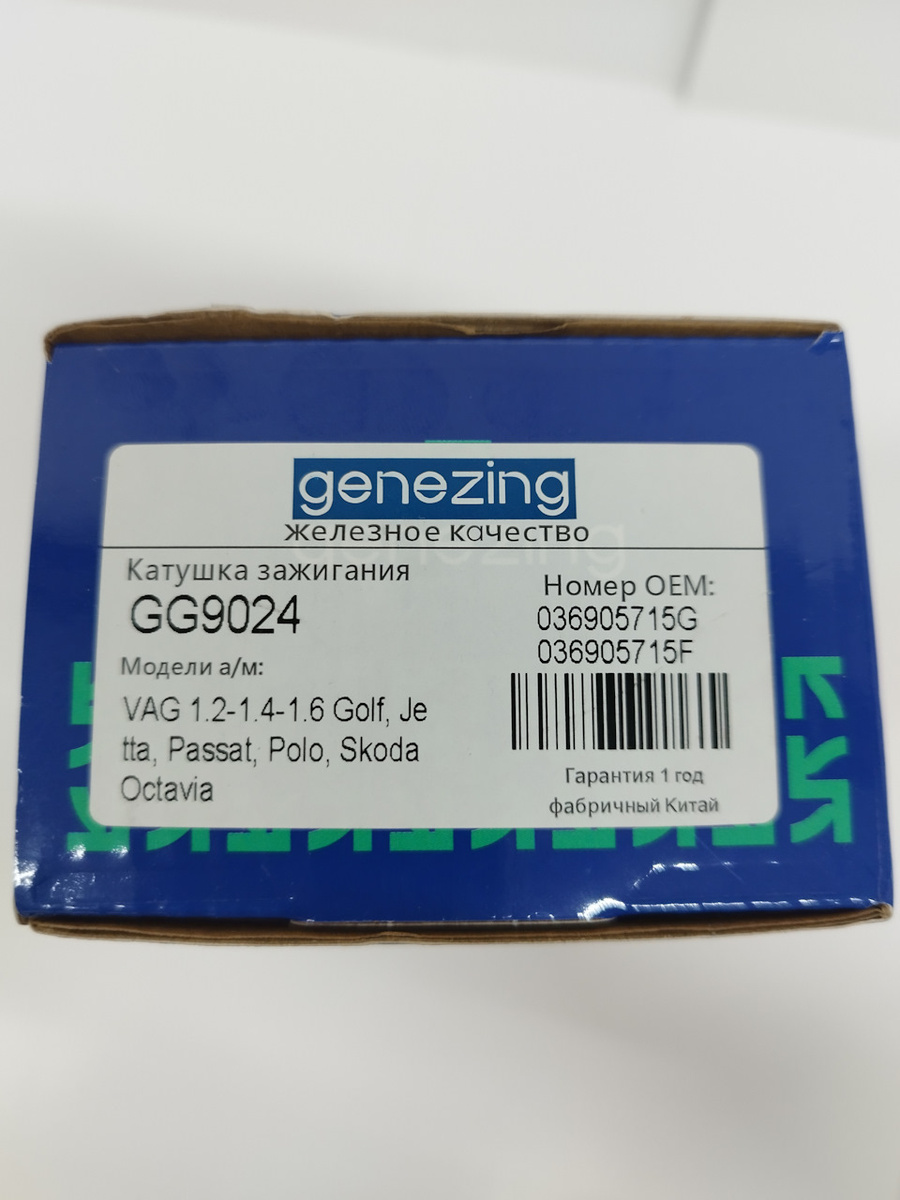 genezing
железное качество
Катушка зажигания
GG9024
Модели а/м:
VAG 1.2-1.4-1.6 Golf, Je
tta, Passat, Polo, Skoda
Octavia
Номер OEM:
036905715G
036905715F
Гарантия 1 год
фабричный Китай
genezing